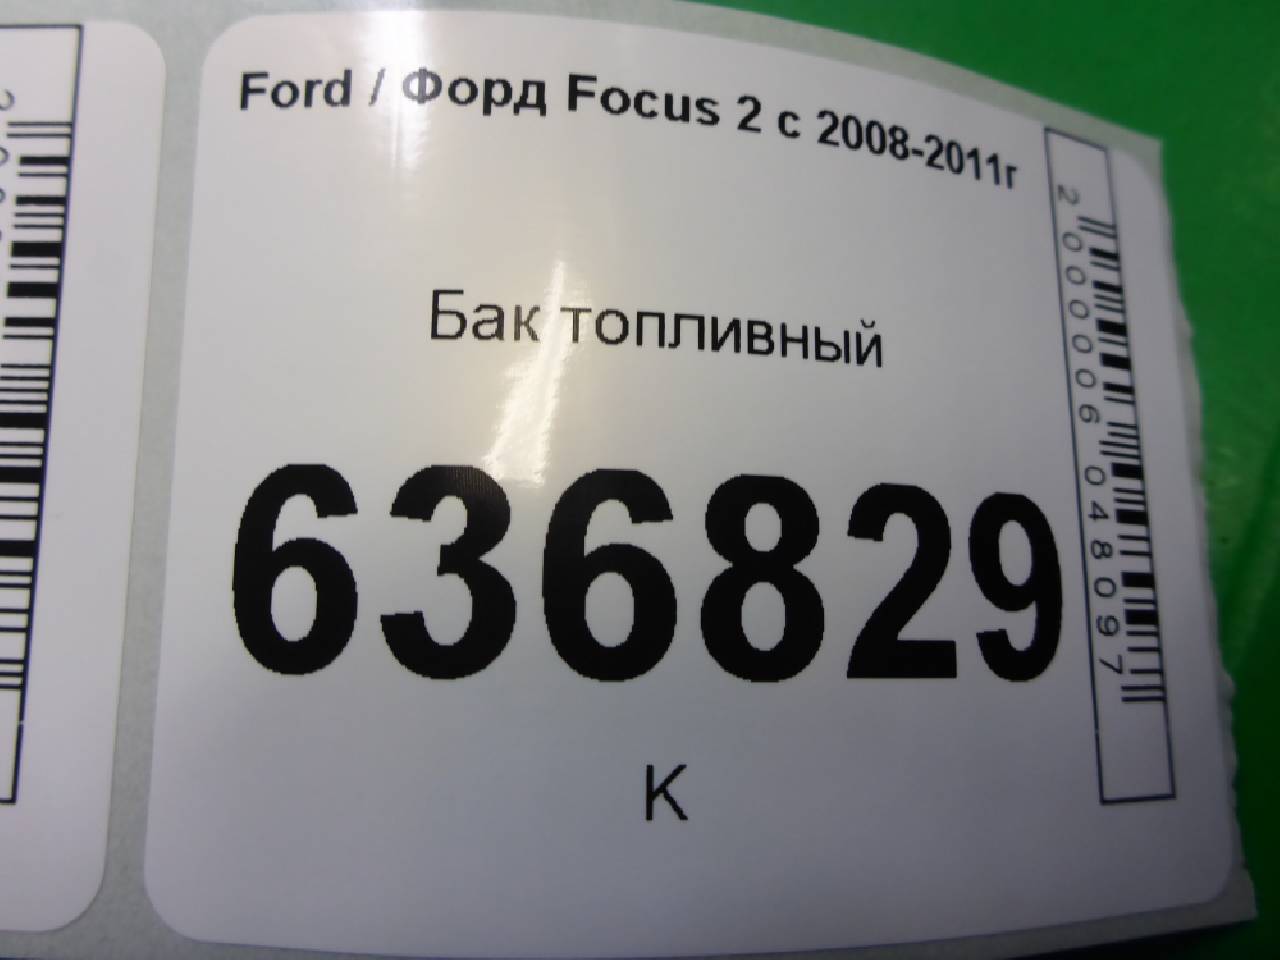 Ford / Форд Focus 2 с 2008-2011г
Бак топливный
636829
К
2000006048097